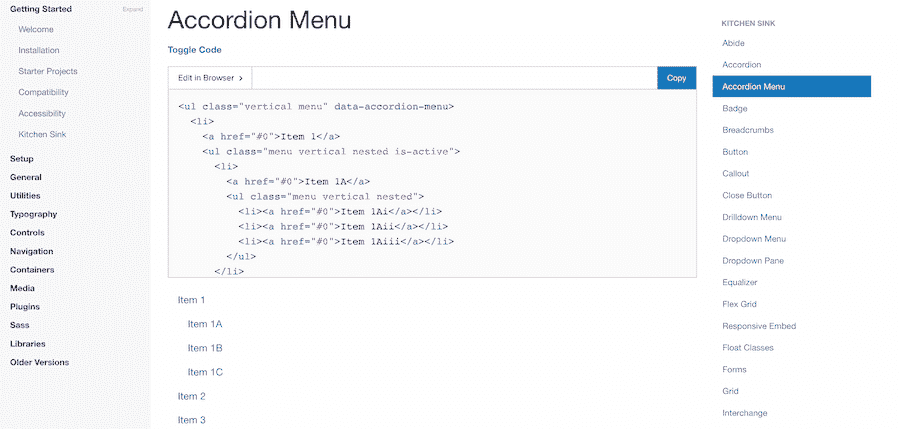 Getting Started
Expand
Welcome
Installation
Starter Projects
Compatibility
Accessibility
Kitchen Sink
Setup
General
Utilities
Typography
Controls
Navigation
Containers
Media
Plugins
Sass
Libraries
Older Versions
Accordion Menu
Toggle Code
Edit in Browser
Copy
<ul class="vertical menu" data-accordion-menu>
<li>
<a href="#0">Item 1</a>
<ul class="menu vertical nested is-active">
<li>
<a href="#0">Item 1A</a>
<ul class="menu vertical nested">
<li><a href="#0">Item 1Ai</a></li>
<li><a href="#0">Item 1Aii</a></li>
<li><a href="#0">Item 1Aiii</a></li>
</ul>
</li>
Item 1
Item 1A
Item 1B
Item 1C
Item 2
Item 3
KITCHEN SINK
Abide
Accordion
Accordion Menu
Badge
Breadcrumbs
Button
Callout
Close Button
Drilldown Menu
Dropdown Menu
Dropdown Pane
Equalizer
Flex Grid
Responsive Embed
Float Classes
Forms
Grid
Interchange